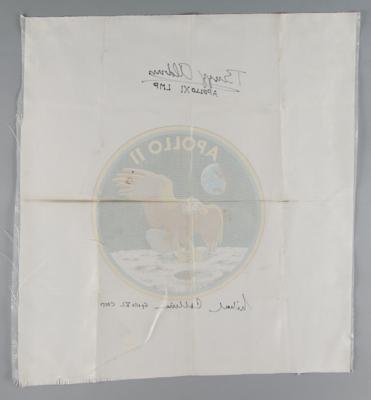 Buzz Aldrin
APOLLO XI LMP
APOLLO 11
Michael Collins - Apollo XI CMP